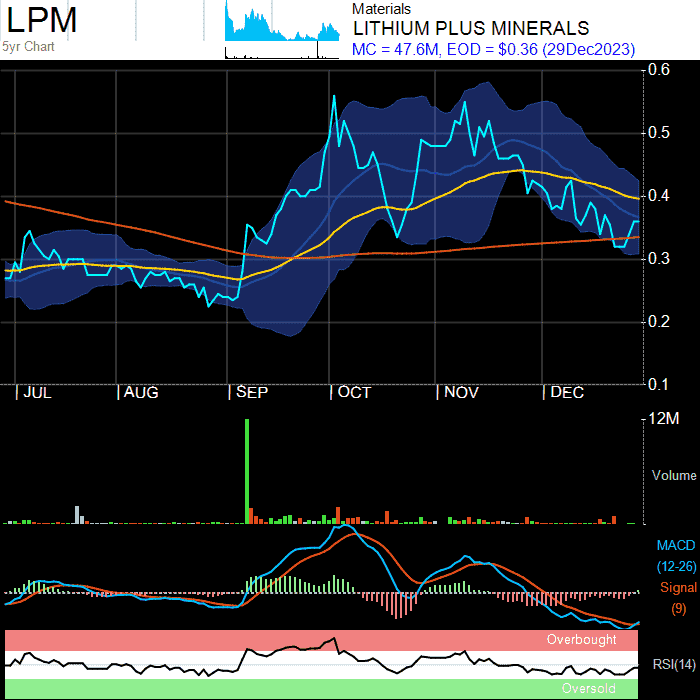 LPM
5yr Chart
Materials
LITHIUM PLUS MINERALS
MC = 47.6M, EOD = $0.36 (29Dec2023)
0.6
0.5
0.4
0.3
0.2
0.1
JUL AUG SEP OCT NOV DEC
12M
Volume
MACD
(12-26)
Signal
(9)
Overbought
RSI(14)
Oversold